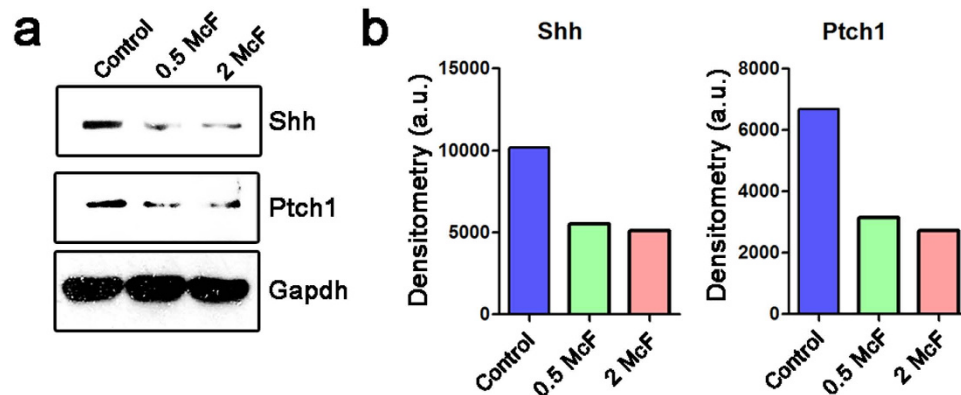 a
Control
0.5 McF
2 McF
Shh
Ptch1
Gapdh
b
Shh
Densitometry (a.u.)
15000
10000
5000
0
Control
0.5 McF
2 McF
Ptch1
Densitometry (a.u.)
8000
6000
4000
2000
0
Control
0.5 McF
2 McF